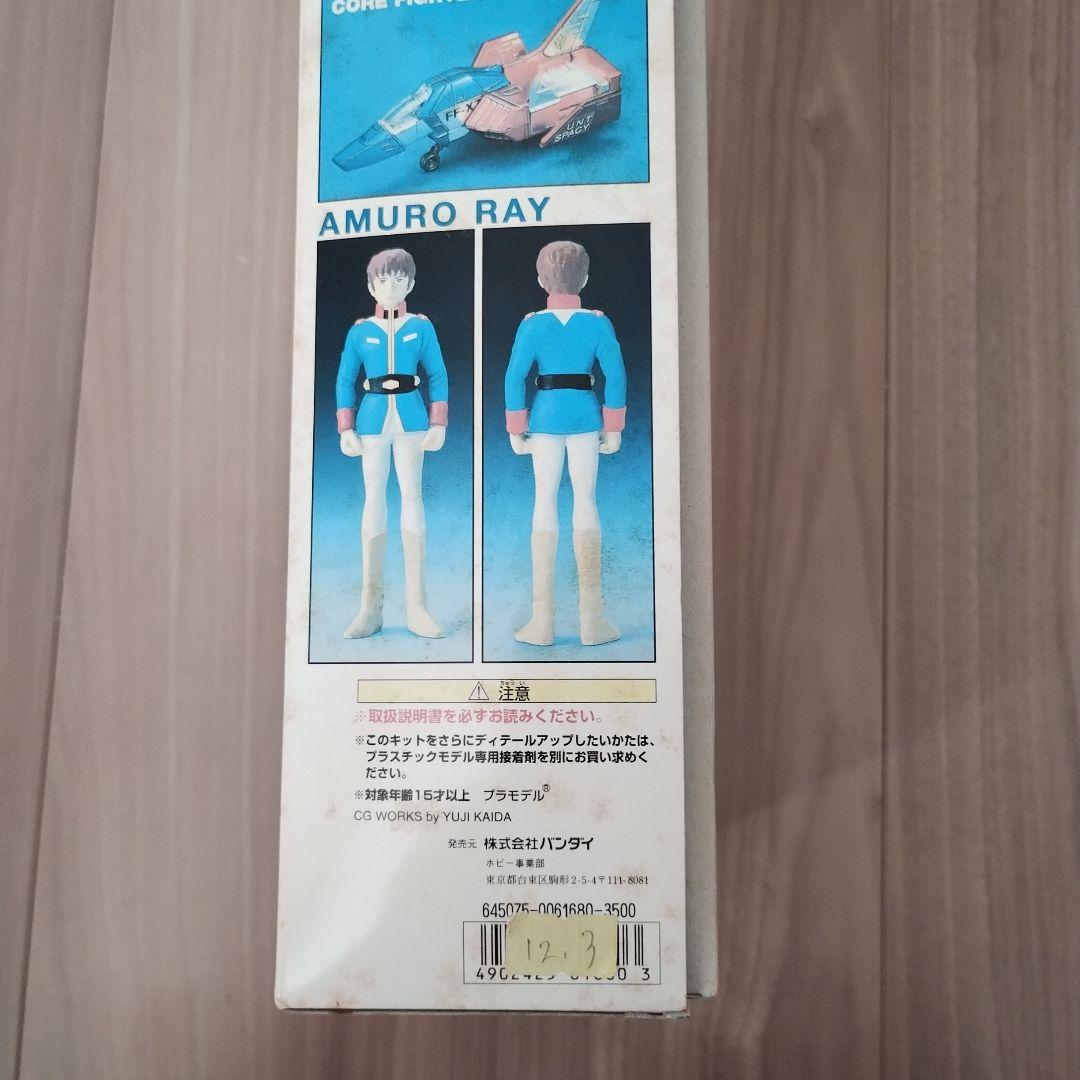 CORE FIGHTE
FF-X7
U.N.T
SPACY
AMURO RAY
ちゅう い
注意
※取扱説明書を必ずお読みください。
※このキットをさらにディテールアップしたいかたは、
プラスチックモデル専用接着剤を別にお買い求めく
ださい。
※対象年齢15才以上 プラモデル®
CG WORKS by YUJI KAIDA
発売元 株式会社バンダイ
ホビー事業部
東京都台東区駒形2-5-4〒111-8081
645075-0061680-3500
12.3